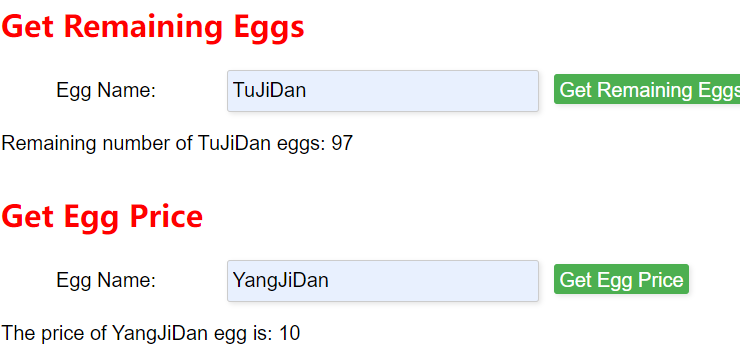 Get Remaining Eggs
Egg Name: TuJiDan Get Remaining Eggs
Remaining number of TuJiDan eggs: 97
Get Egg Price
Egg Name: YangJiDan Get Egg Price
The price of YangJiDan egg is: 10